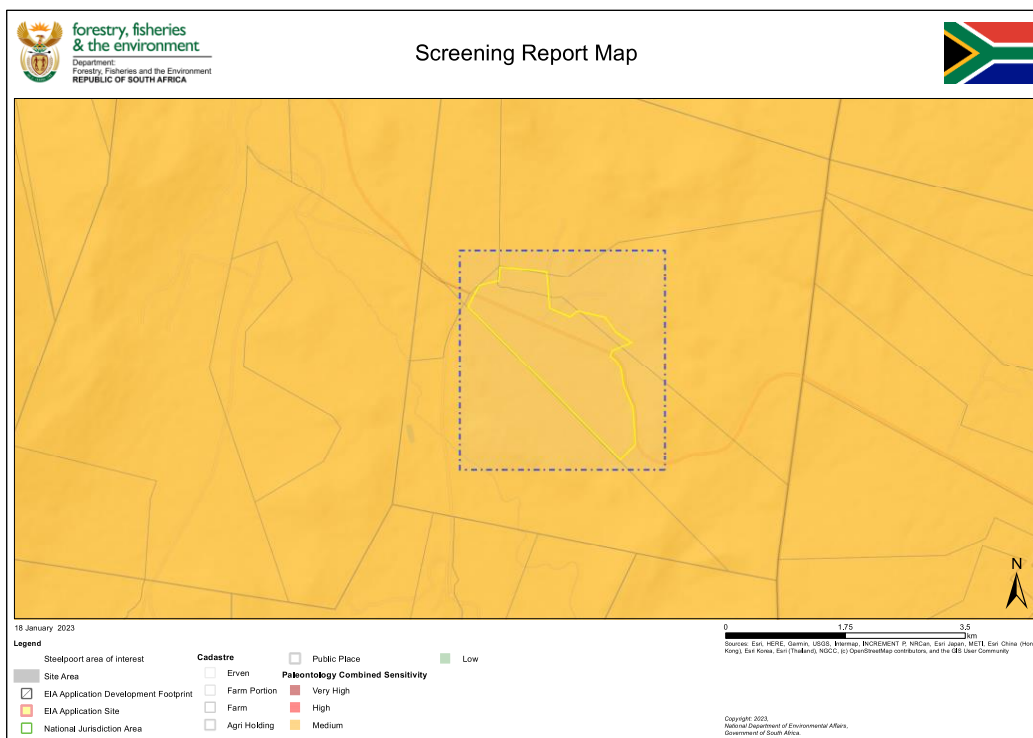 forestry, fisheries
& the environment
Department:
Forestry, Fisheries and the Environment
REPUBLIC OF SOUTH AFRICA
Screening Report Map
N
18 January 2023
0 1.75 3.5
km
Sources: Esri, HERE, Garmin, USGS, Intermap, INCREMENT P, NRCan, Esri Japan, METI, Esri China (Hong
Kong), Esri Korea, Esri (Thailand), NGCC, (c) OpenStreetMap contributors, and the GIS User Community
Legend
Steelpoort area of interest
Site Area
EIA Application Development Footprint
EIA Application Site
National Jurisdiction Area
Cadastre
Erven
Farm Portion
Farm
Agri Holding
Public Place
Paleontology Combined Sensitivity
Very High
High
Medium
Low
Copyright: 2023,
National Department of Environmental Affairs,
Government of South Africa.